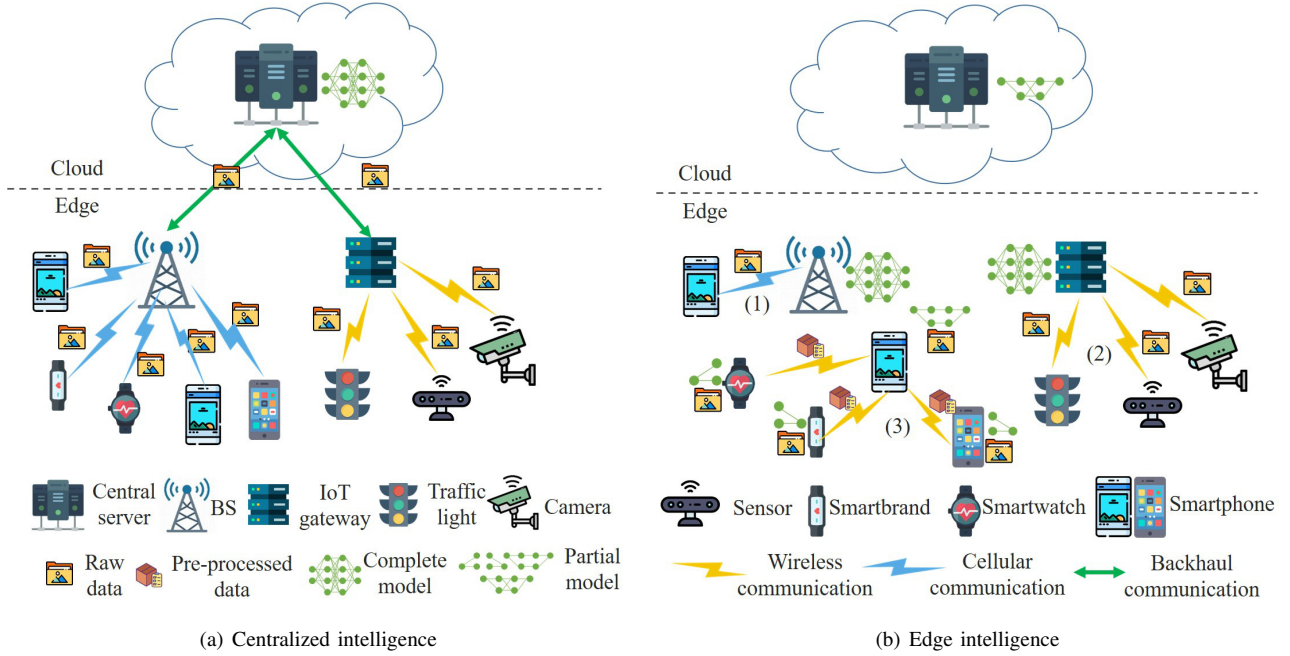 Cloud
Edge
Cloud
Edge
(1)
(2)
(3)
Central
server
BS
IoT
gateway
Traffic
light
Camera
Sensor
Smartbrand
Smartwatch
Smartphone
Raw
data
Pre-processed
data
Complete
model
Partial
model
Wireless
communication
Cellular
communication
Backhaul
communication
(a) Centralized intelligence
(b) Edge intelligence